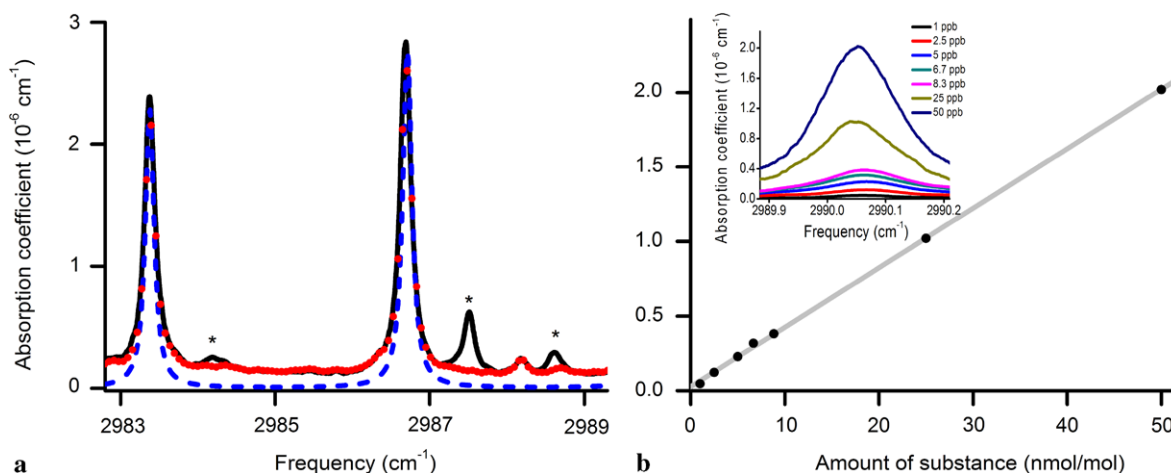 3
2
1
0
Absorption coefficient (10⁻⁶ cm⁻¹)
*
*
*
2983
2985
2987
2989
Frequency (cm⁻¹)
a
2.0
1.5
1.0
0.5
0.0
0
10
20
30
40
50
Amount of substance (nmol/mol)
b
2.0
1.6
1.2
0.8
0.4
0.0
Absorption coefficient (10⁻⁶ cm⁻¹)
2989.9
2990.0
2990.1
2990.2
Frequency (cm⁻¹)
1 ppb
2.5 ppb
5 ppb
6.7 ppb
8.3 ppb
25 ppb
50 ppb